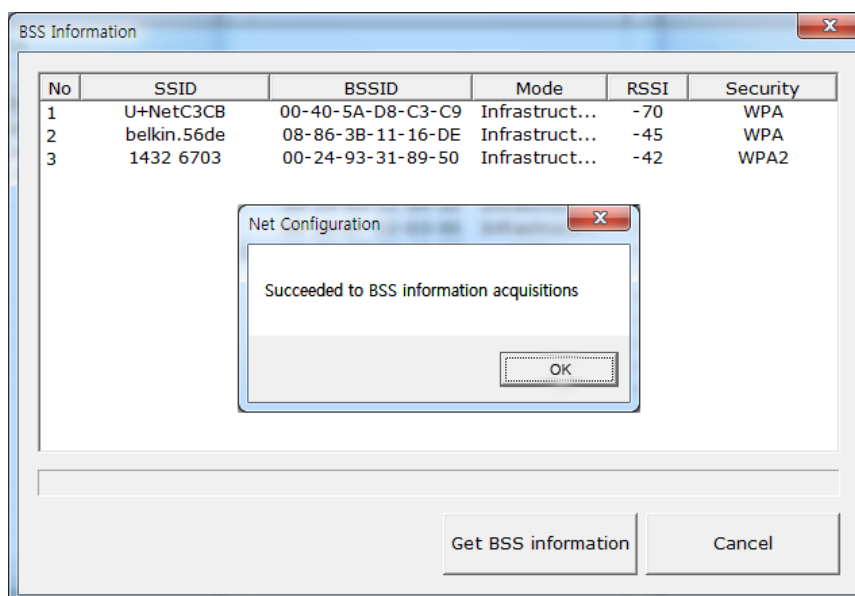 BSS Information
No SSID BSSID Mode RSSI Security
1 U+NetC3CB 00-40-5A-D8-C3-C9 Infrastruct... -70 WPA
2 belkin.56de 08-86-3B-11-16-DE Infrastruct... -45 WPA
3 1432 6703 00-24-93-31-89-50 Infrastruct... -42 WPA2
Net Configuration
Succeeded to BSS information acquisitions
OK
Get BSS information Cancel